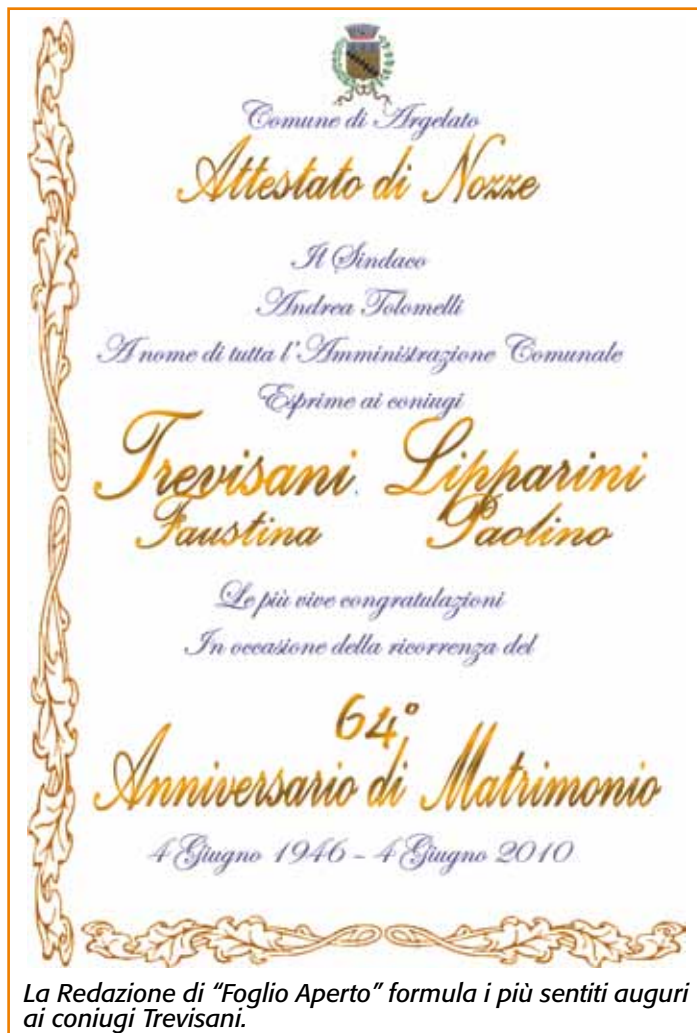 Comune di Argelato
Attestato di Nozze
Il Sindaco
Andrea Tolomelli
A nome di tutta l'Amministrazione Comunale
Esprime ai coniugi
Trevisani Lipparini
Faustina Paolino
Le più vive congratulazioni
In occasione della ricorrenza del
64°
Anniversario di Matrimonio
4 Giugno 1946 - 4 Giugno 2010
La Redazione di "Foglio Aperto" formula i più sentiti auguri
ai coniugi Trevisani.